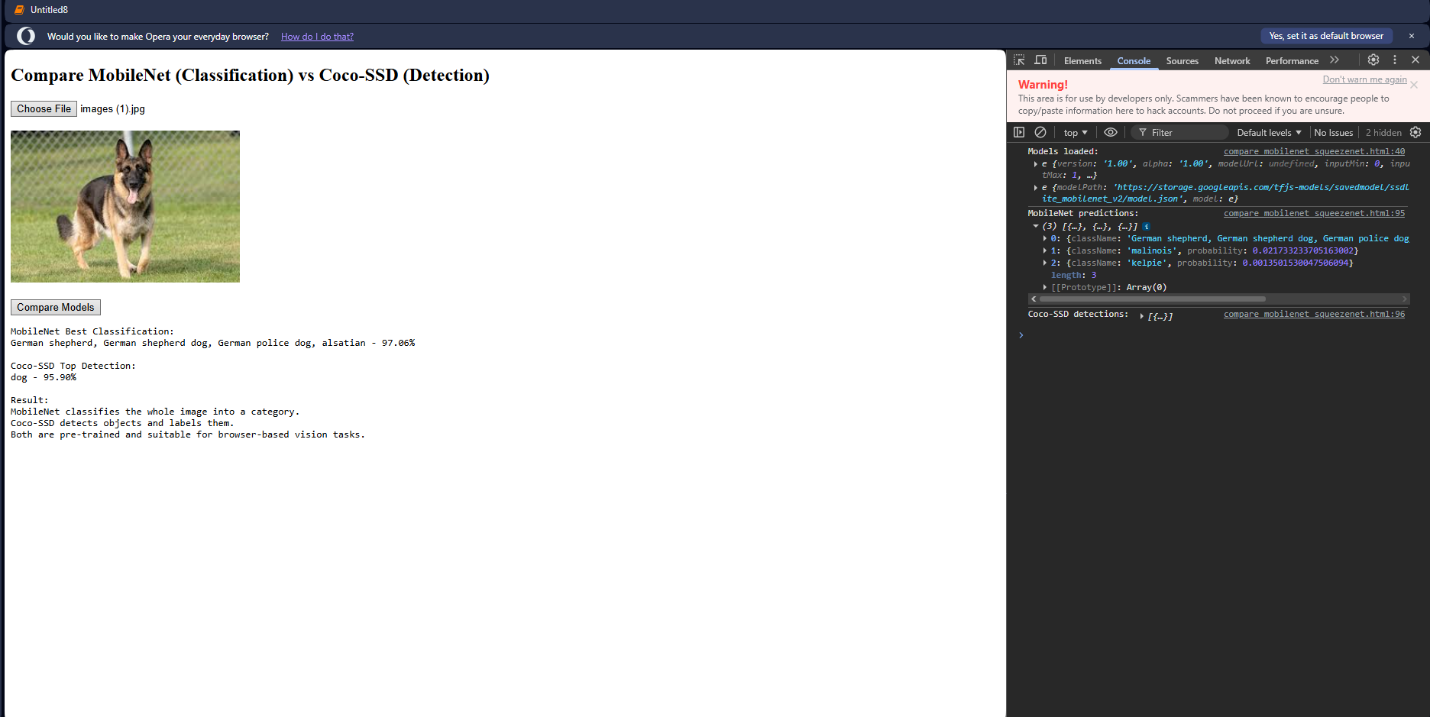 Untitled8
Would you like to make Opera your everyday browser? How do I do that? Yes, set it as default browser ×
Compare MobileNet (Classification) vs Coco-SSD (Detection)
Choose File images (1).jpg
Compare Models
MobileNet Best Classification:
German shepherd, German shepherd dog, German police dog, alsatian - 97.06%
Coco-SSD Top Detection:
dog - 95.90%
Result:
MobileNet classifies the whole image into a category.
Coco-SSD detects objects and labels them.
Both are pre-trained and suitable for browser-based vision tasks.
Elements Console Sources Network Performance
Warning! Don't warn me again
This area is for use by developers only. Scammers have been known to encourage people to
copy/paste information here to hack accounts. Do not proceed if you are unsure.
top Filter Default levels No Issues 2 hidden
Models loaded: compare mobilenet squeezenet.html:40
e {version: '1.00', alpha: '1.00', modelUrl: undefined, inputMin: 0, inpu
tMax: 1, …}
e {modelPath: 'https://storage.googleapis.com/tfjs-models/savedmodel/ssdl
ite_mobilenet_v2/model.json', model: e}
MobileNet predictions: compare mobilenet squeezenet.html:95
(3) [{…}, {…}, {…}] i
0: {className: 'German shepherd, German shepherd dog, German police dog
1: {className: 'malinois', probability: 0.021733233705163002}
2: {className: 'kelpie', probability: 0.0013501530047506094}
length: 3
[[Prototype]]: Array(0)
Coco-SSD detections: [{…}] compare mobilenet squeezenet.html:96